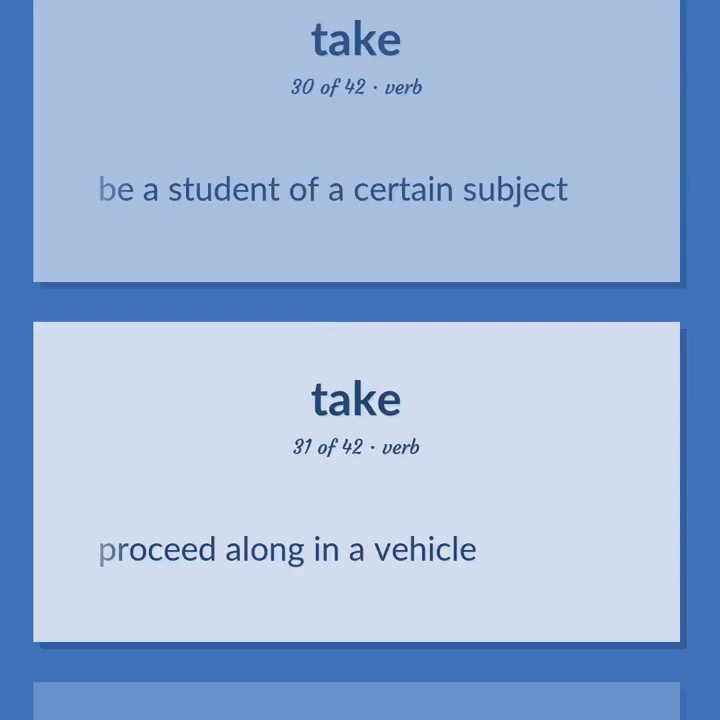 take
30 of 42 · verb
be a student of a certain subject
take
31 of 42 · verb
proceed along in a vehicle